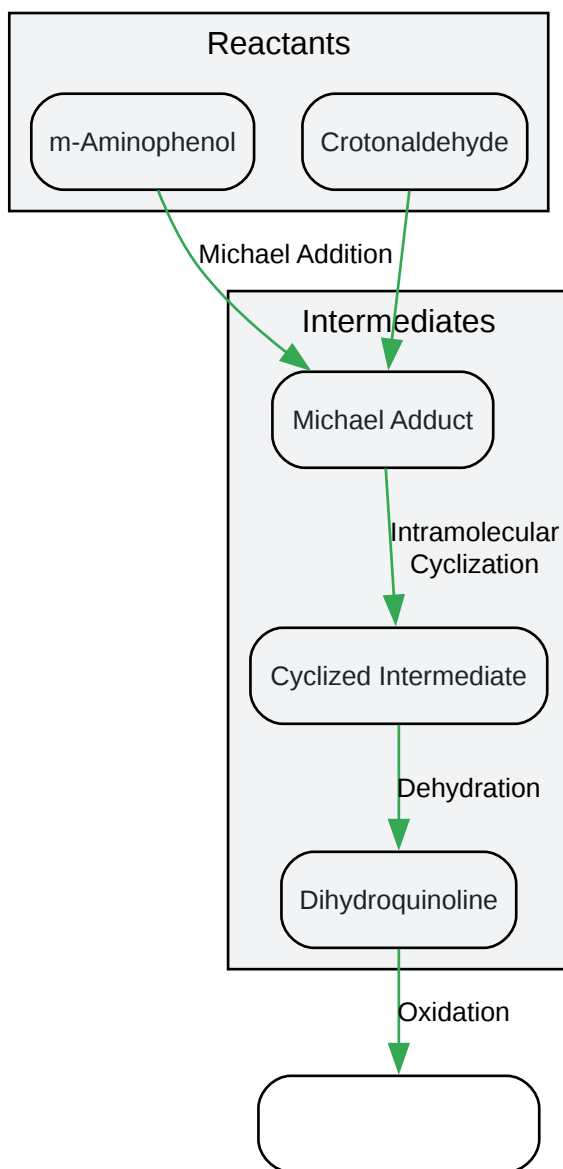 Reactants
m-Aminophenol
Crotonaldehyde
Michael Addition
Intermediates
Michael Adduct
Intramolecular
Cyclization
Cyclized Intermediate
Dehydration
Dihydroquinoline
Oxidation